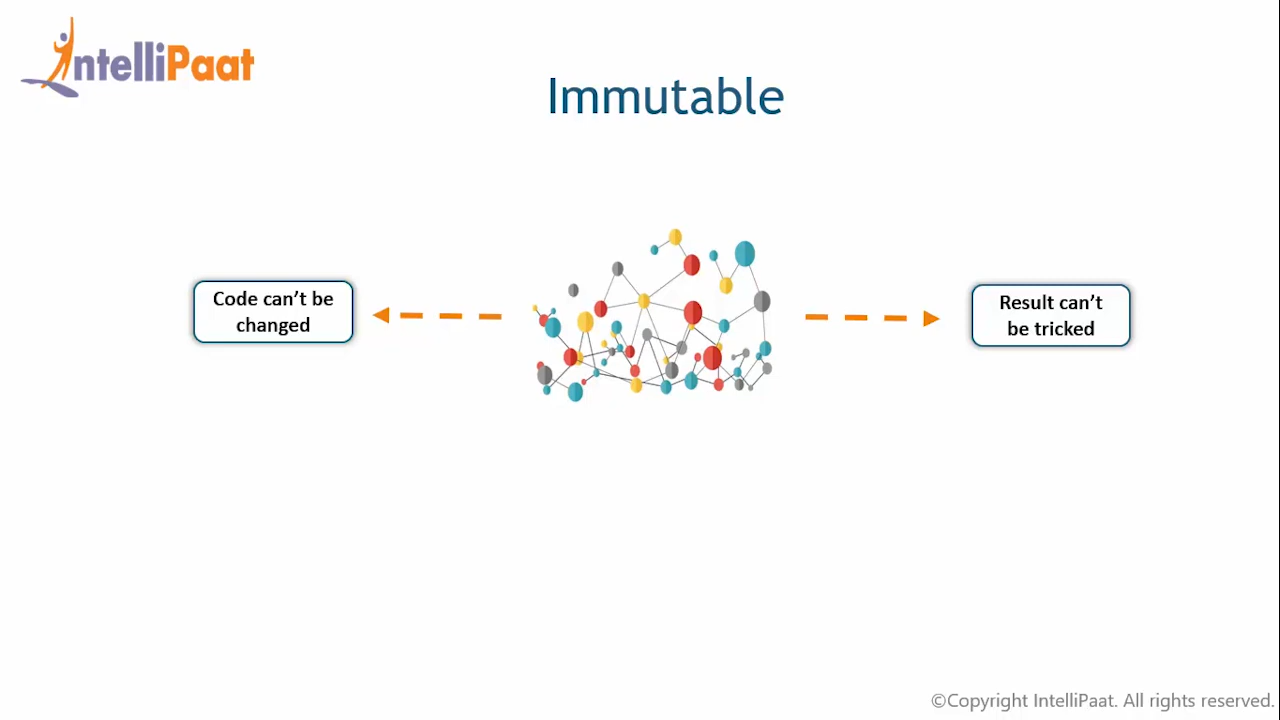 IntelliPaat
Immutable
Code can't be
changed
Result can't
be tricked
©Copyright IntelliPaat. All rights reserved.